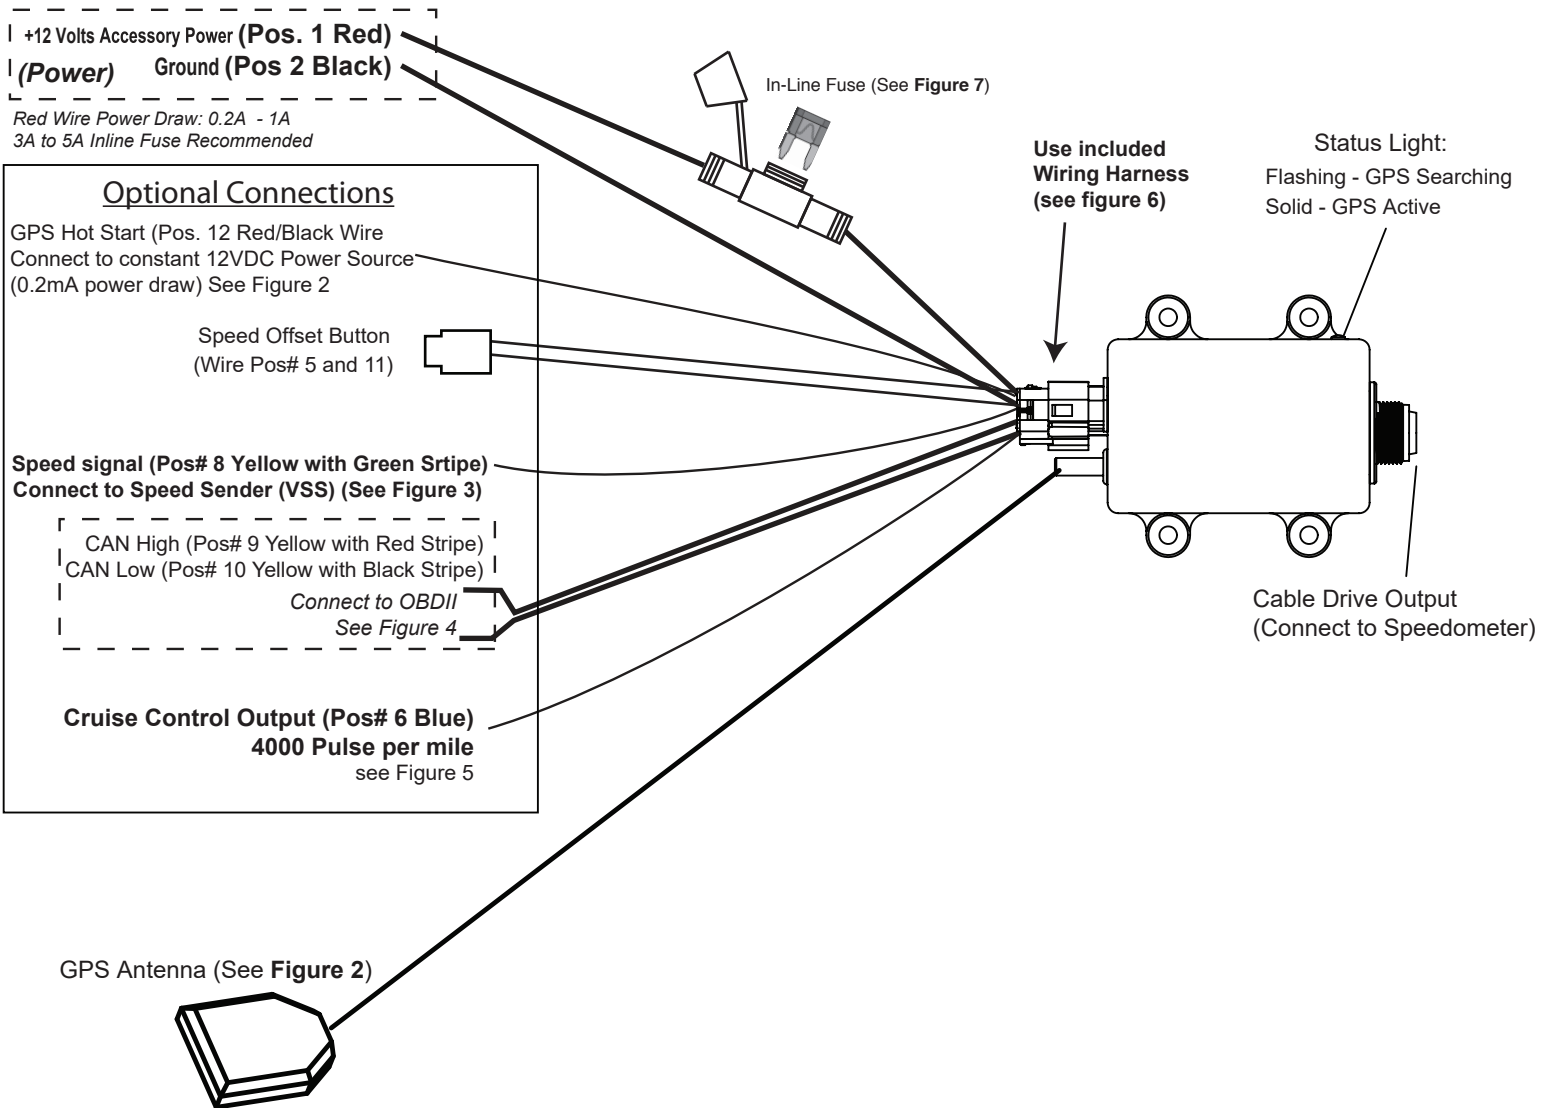 +12 Volts Accessory Power (Pos. 1 Red)
(Power) Ground (Pos 2 Black)
Red Wire Power Draw: 0.2A - 1A
3A to 5A Inline Fuse Recommended
In-Line Fuse (See Figure 7)
Use included
Wiring Harness
(see figure 6)
Status Light:
Flashing - GPS Searching
Solid - GPS Active
Optional Connections
GPS Hot Start (Pos. 12 Red/Black Wire
Connect to constant 12VDC Power Source
(0.2mA power draw) See Figure 2
Speed Offset Button
(Wire Pos# 5 and 11)
Speed signal (Pos# 8 Yellow with Green Srtipe)
Connect to Speed Sender (VSS) (See Figure 3)
CAN High (Pos# 9 Yellow with Red Stripe)
CAN Low (Pos# 10 Yellow with Black Stripe)
Connect to OBDII
See Figure 4
Cable Drive Output
(Connect to Speedometer)
Cruise Control Output (Pos# 6 Blue)
4000 Pulse per mile
see Figure 5
GPS Antenna (See Figure 2)